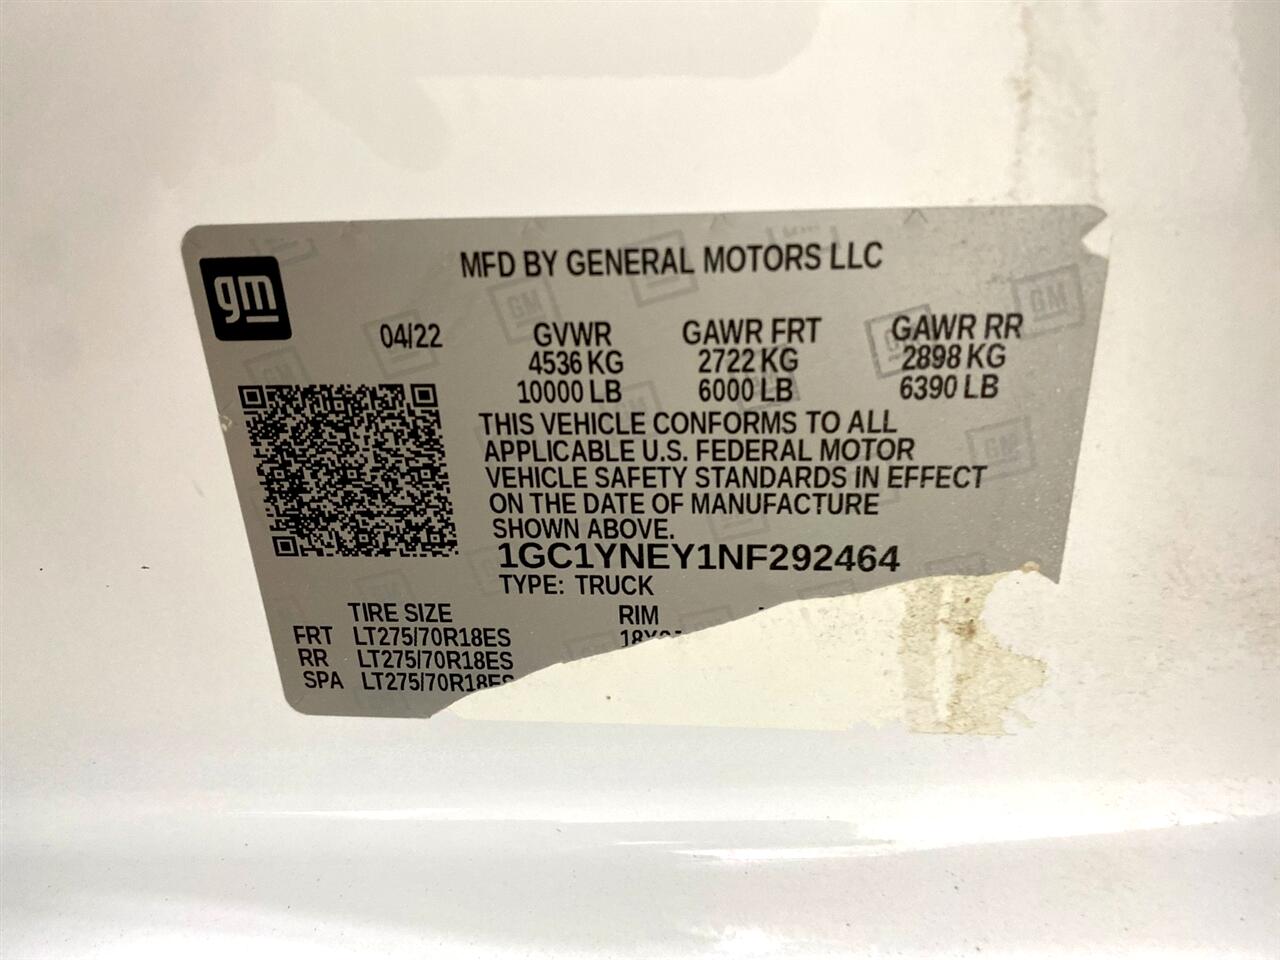 gm
MFD BY GENERAL MOTORS LLC
04/22 GVWR GAWR FRT GAWR RR
4536 KG 2722 KG 2898 KG
10000 LB 6000 LB 6390 LB
THIS VEHICLE CONFORMS TO ALL
APPLICABLE U.S. FEDERAL MOTOR
VEHICLE SAFETY STANDARDS IN EFFECT
ON THE DATE OF MANUFACTURE
SHOWN ABOVE.
1GC1YNEY1NF292464
TYPE: TRUCK
TIRE SIZE RIM
FRT LT275/70R18ES
RR LT275/70R18ES
SPA LT275/70R18ES